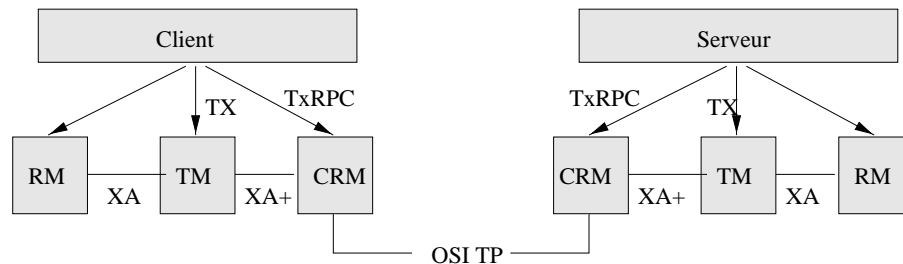 Client
Serveur
TX
TxRPC
TxRPC
TX
RM
TM
CRM
CRM
TM
RM
XA
XA+
XA+
XA
OSI TP